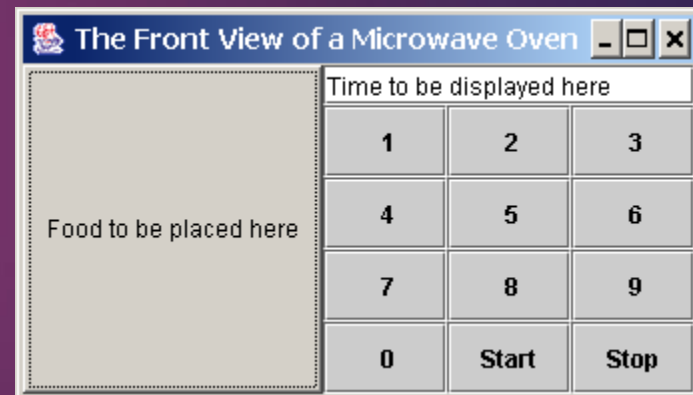 The Front View of a Microwave Oven
Food to be placed here
Time to be displayed here
1 2 3
4 5 6
7 8 9
0 Start Stop